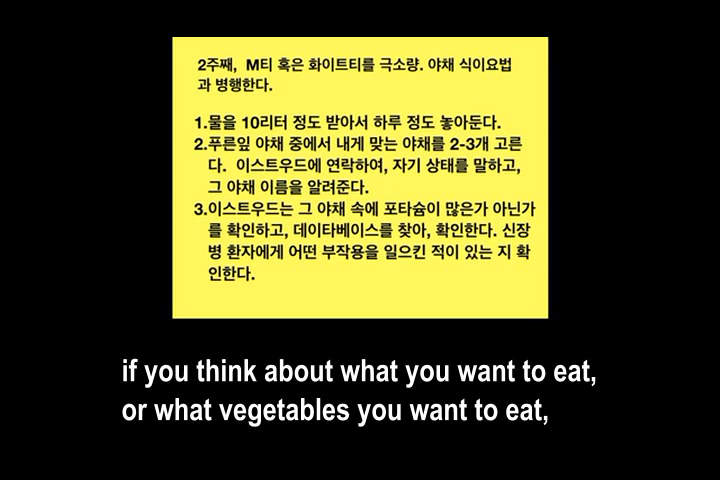 2주째, M티 혹은 화이트티를 극소량. 야채 식이요법
과 병행한다.
1.물을 10리터 정도 받아서 하루 정도 놓아둔다.
2.푸른잎 야채 중에서 내게 맞는 야채를 2-3개 고른
다. 이스트우드에 연락하여, 자기 상태를 말하고,
그 야채 이름을 알려준다.
3.이스트우드는 그 야채 속에 포타슘이 많은가 아닌가
를 확인하고, 데이타베이스를 찾아, 확인한다. 신장
병 환자에게 어떤 부작용을 일으킨 적이 있는 지 확
인한다.
if you think about what you want to eat,
or what vegetables you want to eat,